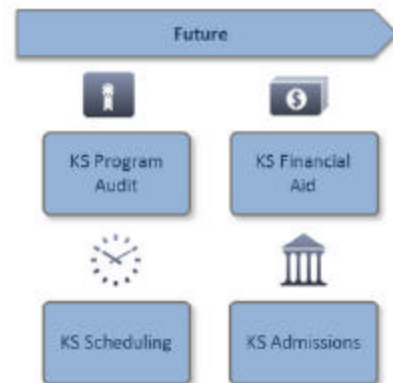 Future
KS Program
Audit
KS Financial
Aid
KS Scheduling
KS Admissions